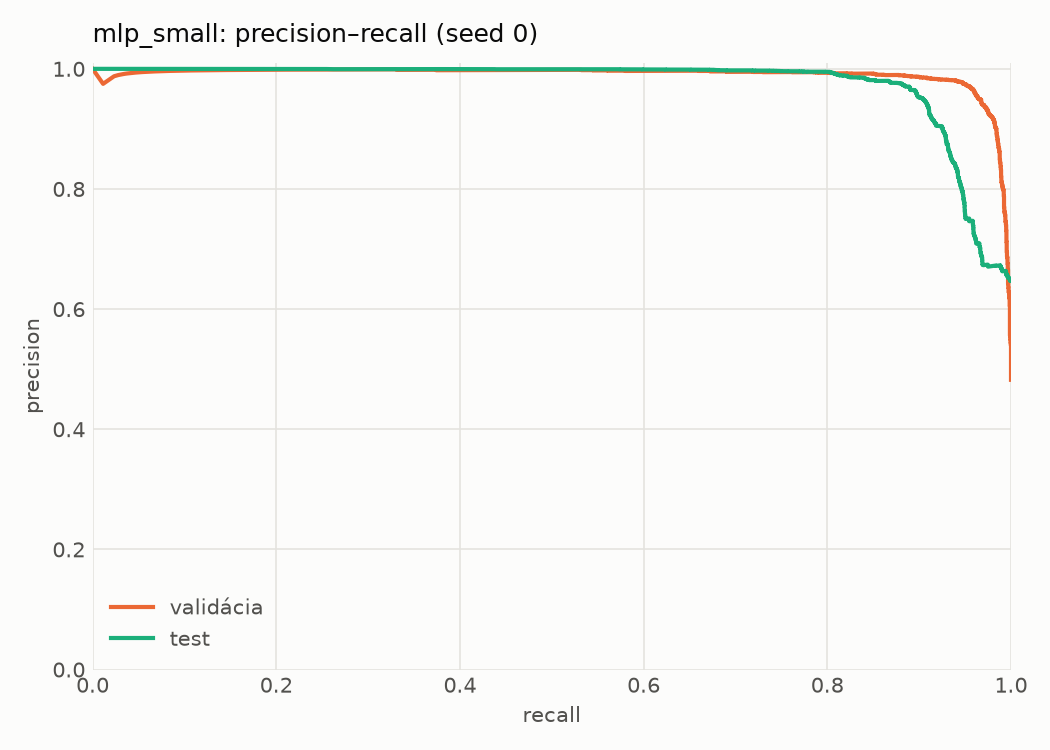 mlp_small: precision–recall (seed 0)
1.0
0.8
0.6
0.4
0.2
0.0
precision
validácia
test
0.0 0.2 0.4 0.6 0.8 1.0
recall